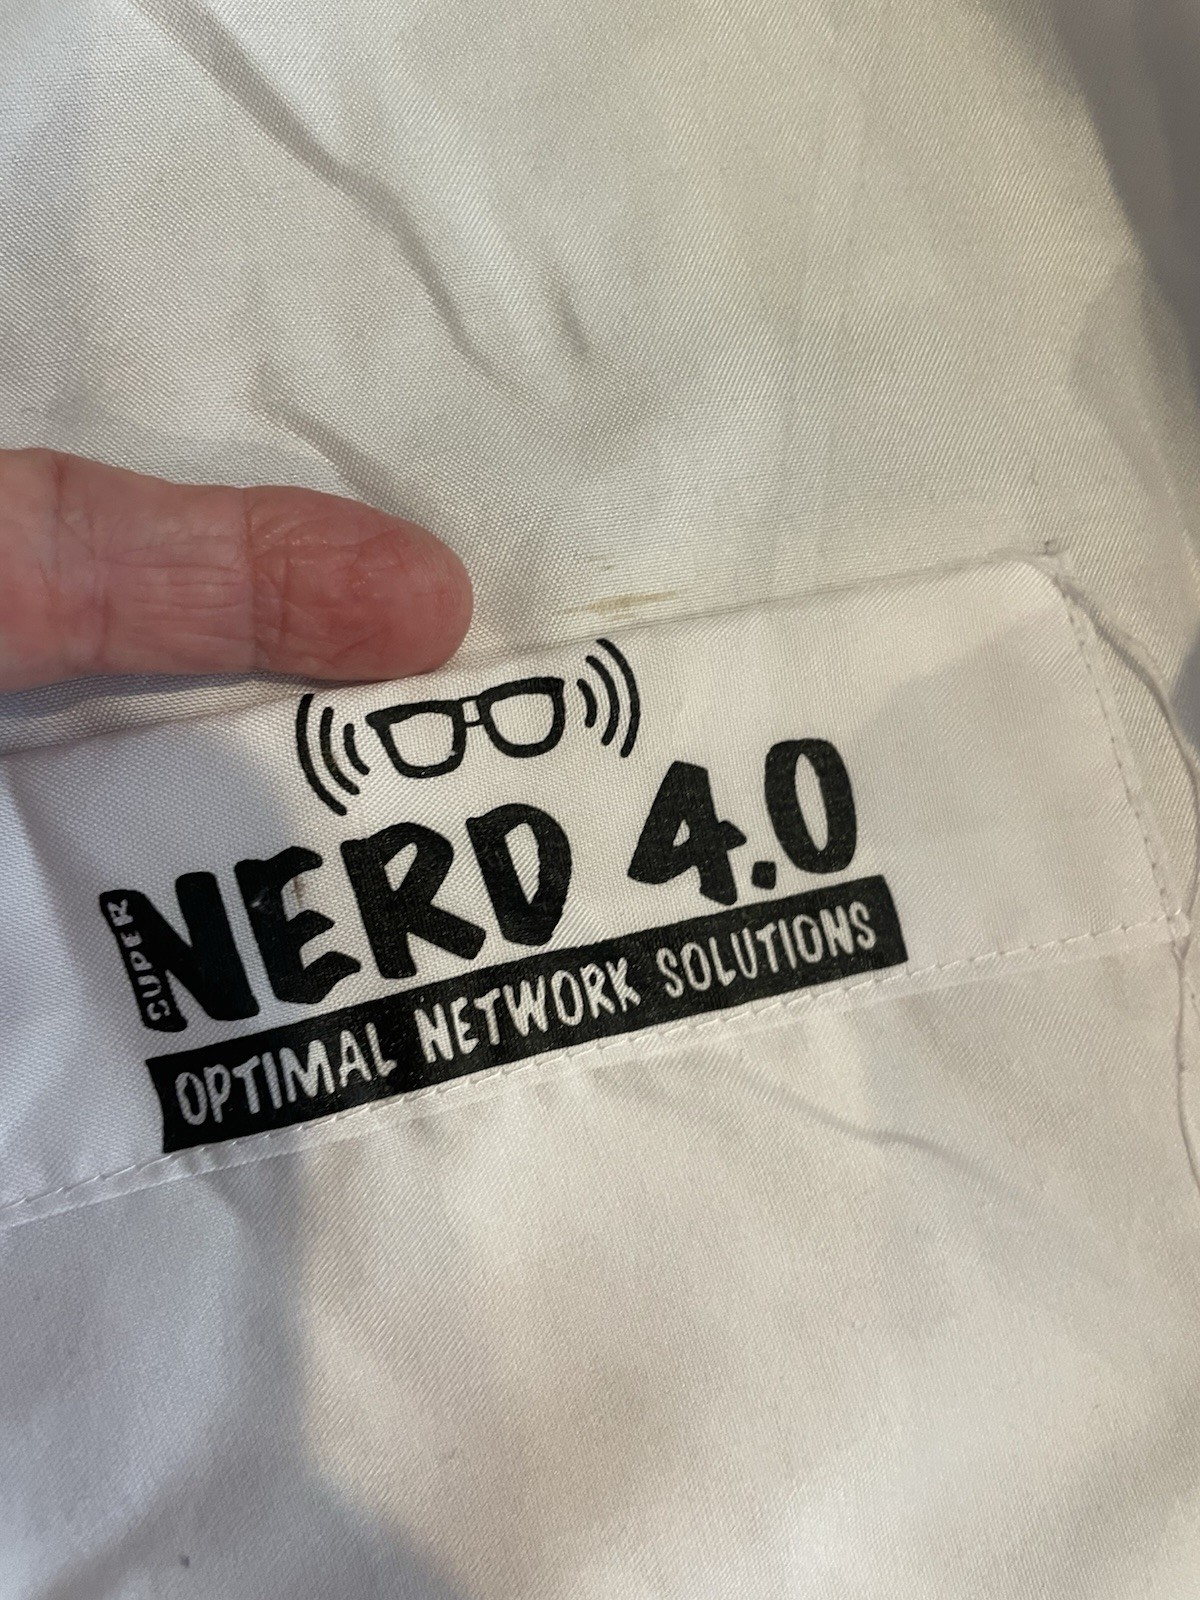 SUPER
NERD 4.0
OPTIMAL NETWORK SOLUTIONS